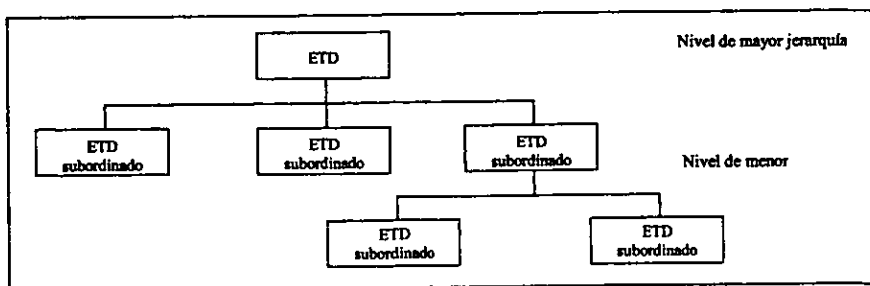 Nivel de mayor jerarquía
ETD
ETD
subordinado
ETD
subordinado
ETD
subordinado
Nivel de menor
ETD
subordinado
ETD
subordinado